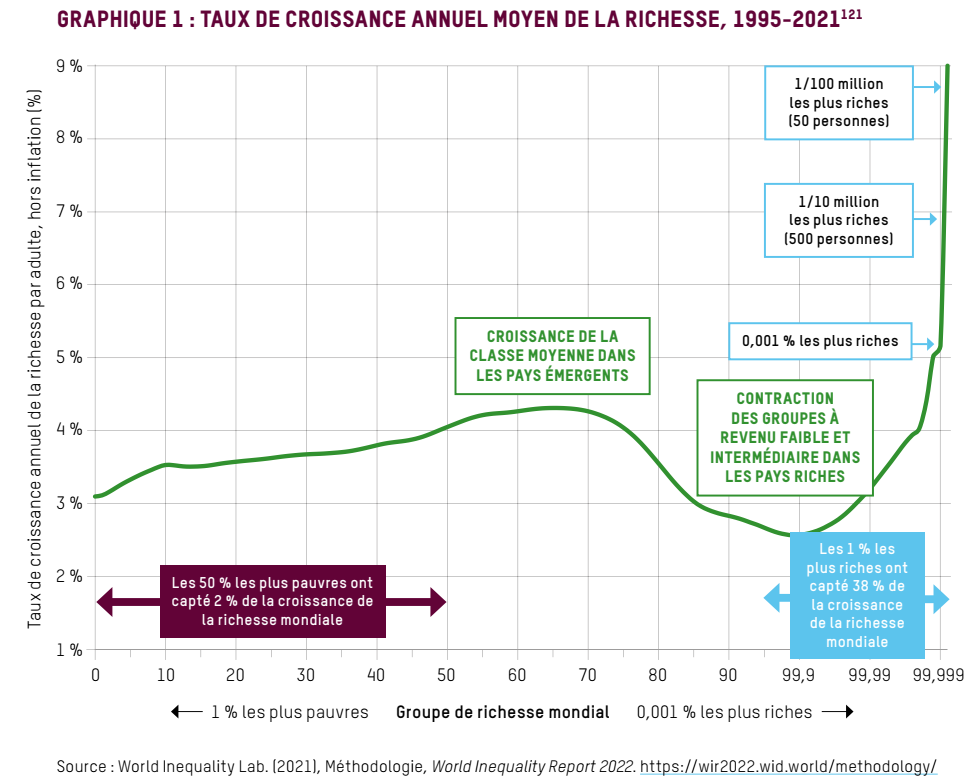 GRAPHIQUE 1 : TAUX DE CROISSANCE ANNUEL MOYEN DE LA RICHESSE, 1995-2021¹²¹
Taux de croissance annuel de la richesse par adulte, hors inflation (%)
9 %
8 %
7 %
6 %
5 %
4 %
3 %
2 %
1 %
1/100 million
les plus riches
(50 personnes)
1/10 million
les plus riches
(500 personnes)
0,001 % les plus riches
CROISSANCE DE LA
CLASSE MOYENNE DANS
LES PAYS ÉMERGENTS
CONTRACTION
DES GROUPES À
REVENU FAIBLE ET
INTERMÉDIAIRE DANS
LES PAYS RICHES
Les 50 % les plus pauvres ont
capté 2 % de la croissance de
la richesse mondiale
Les 1 % les
plus riches ont
capté 38 % de
la croissance
de la richesse
mondiale
0 10 20 30 40 50 60 70 80 90 99,9 99,99 99,999
1 % les plus pauvres Groupe de richesse mondial 0,001 % les plus riches
Source : World Inequality Lab. (2021), Méthodologie, World Inequality Report 2022. https://wir2022.wid.world/methodology/